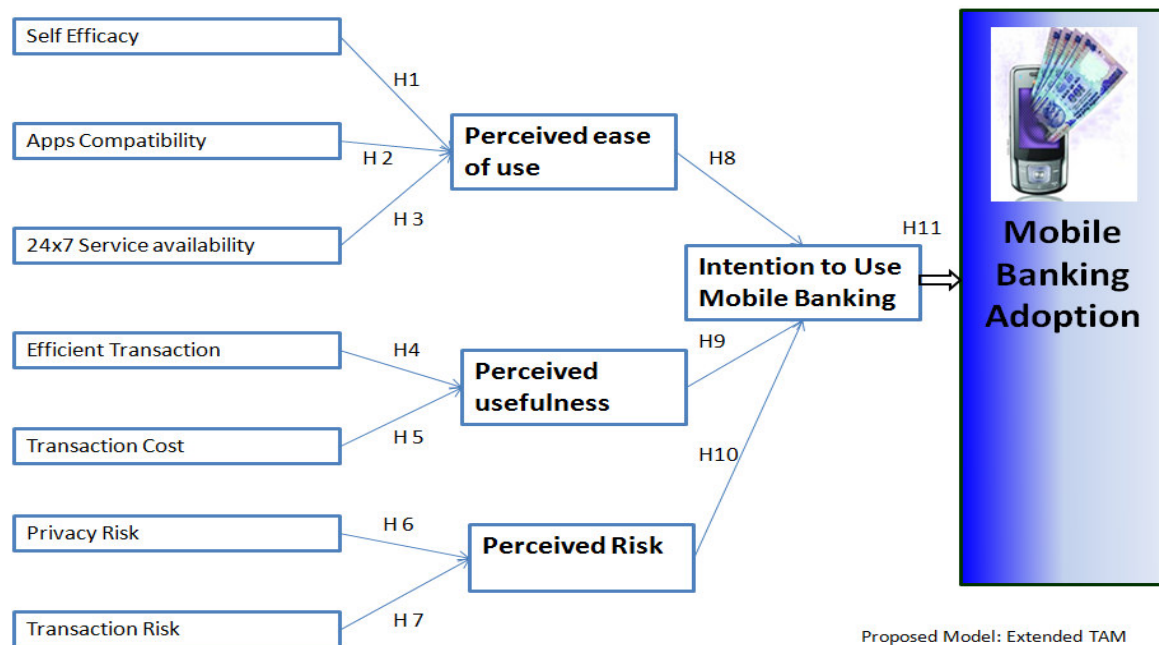 Self Efficacy
H1
Apps Compatibility
H 2
Perceived ease
of use
H 3
24x7 Service availability
H8
Efficient Transaction
H4
Perceived
usefulness
H9
Transaction Cost
H 5
Intention to Use
Mobile Banking
H11
Mobile
Banking
Adoption
Privacy Risk
H 6
Perceived Risk
H10
Transaction Risk
H 7
Proposed Model: Extended TAM